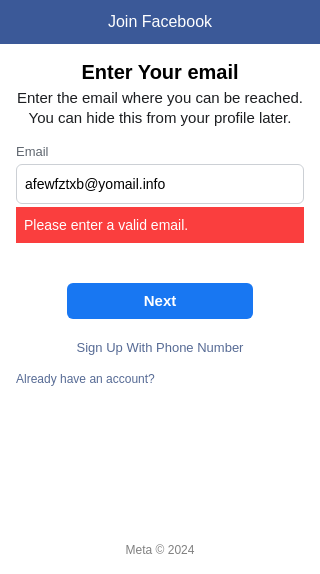 Join Facebook
Enter Your email
Enter the email where you can be reached.
You can hide this from your profile later.
Email
afewfztxb@yomail.info
Please enter a valid email.
Next
Sign Up With Phone Number
Already have an account?
Meta © 2024